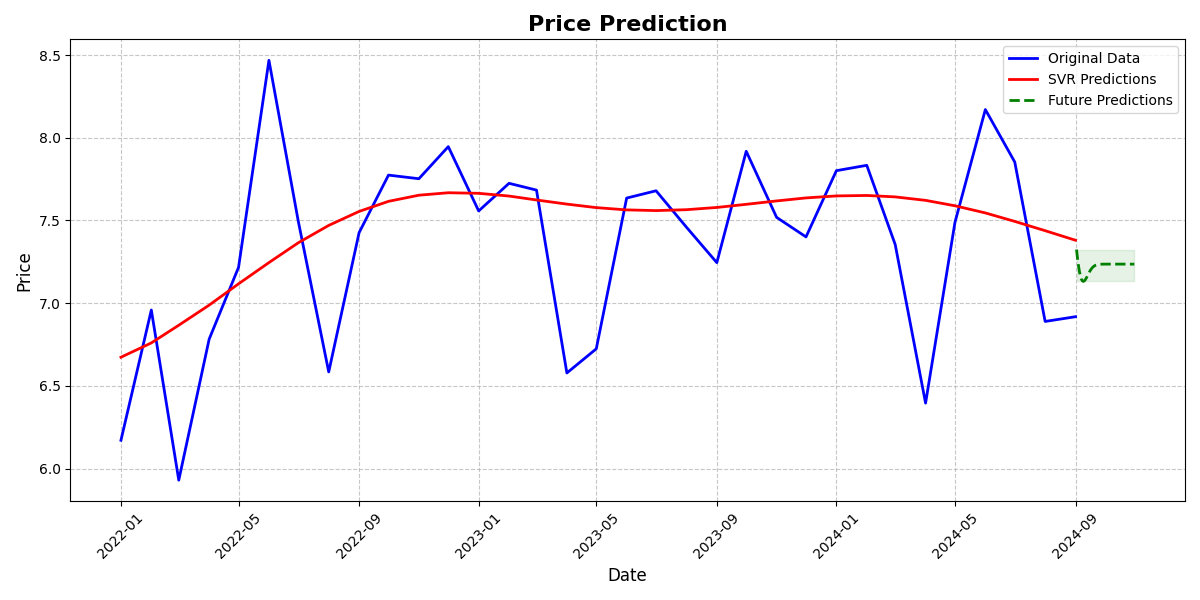 Price Prediction
Original Data
SVR Predictions
Future Predictions
8.5
8.0
7.5
7.0
6.5
6.0
Price
2022-01
2022-05
2022-09
2023-01
2023-05
2023-09
2024-01
2024-05
2024-09
Date